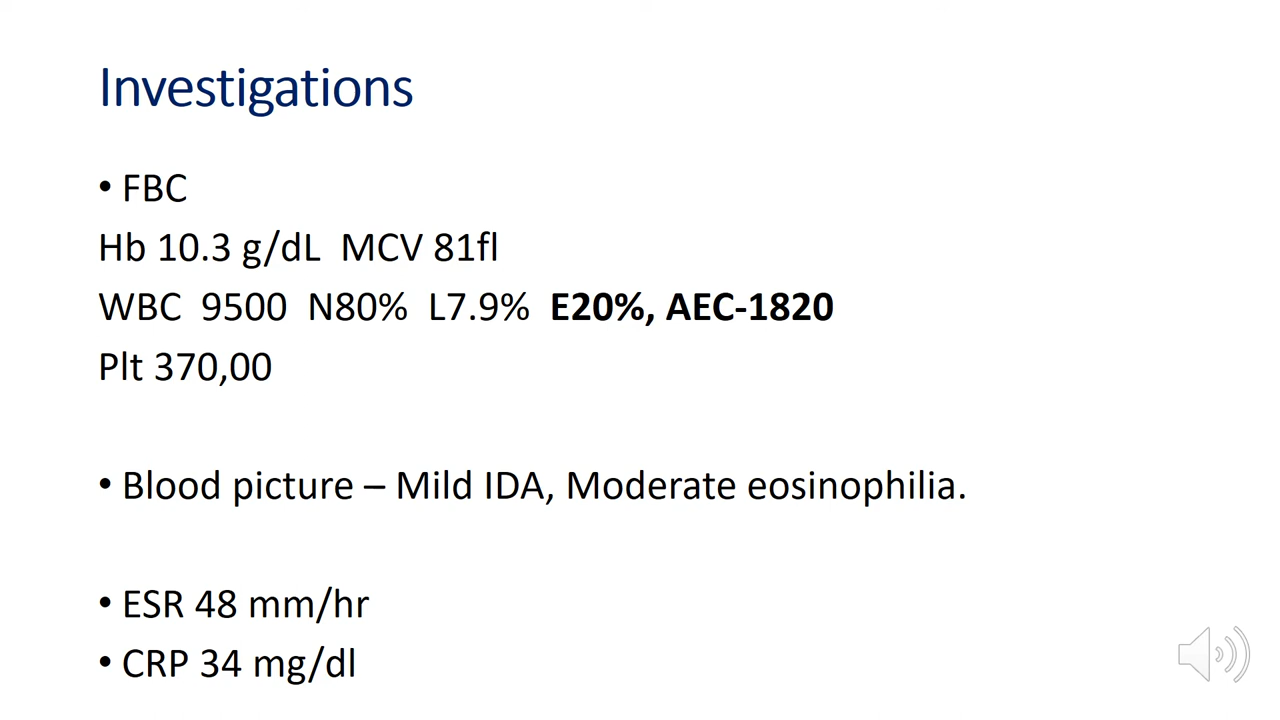 Investigations
• FBC
Hb 10.3 g/dL  MCV 81fl
WBC  9500  N80%  L7.9%  E20%, AEC-1820
Plt 370,00
• Blood picture – Mild IDA, Moderate eosinophilia.
• ESR 48 mm/hr
• CRP 34 mg/dl